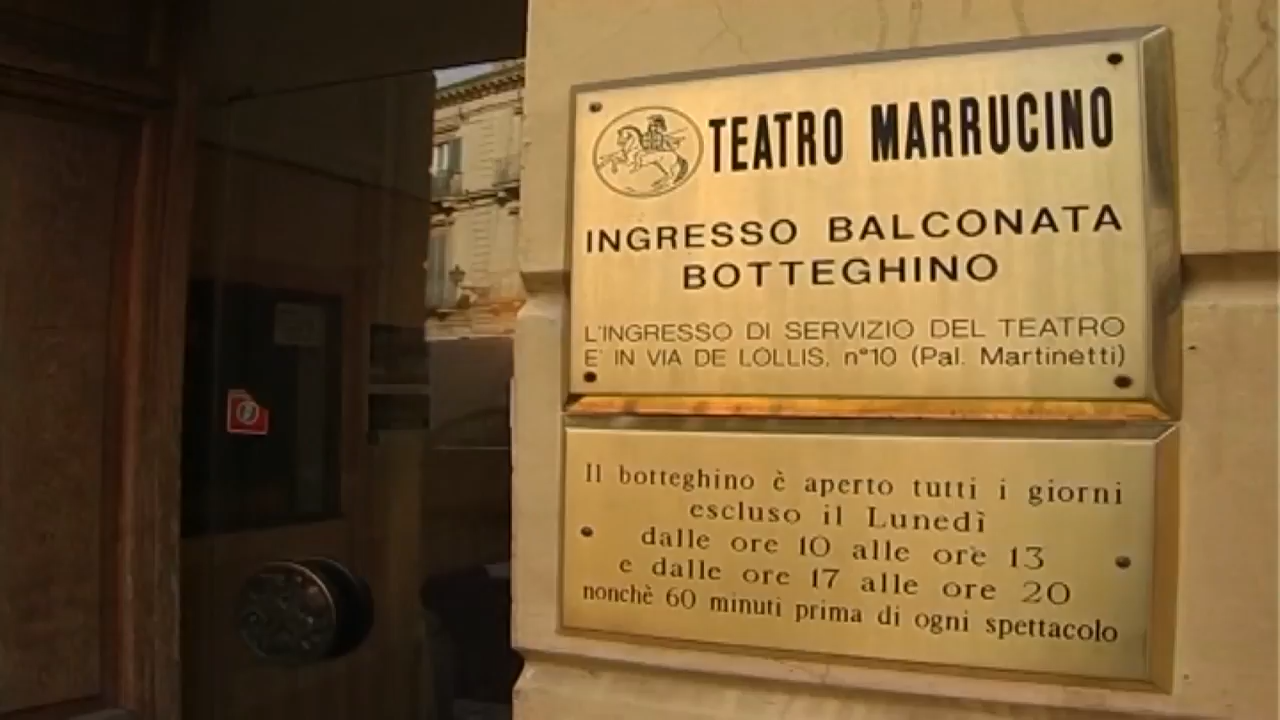 TEATRO MARRUCINO
INGRESSO BALCONATA
BOTTEGHINO
L'INGRESSO DI SERVIZIO DEL TEATRO
E' IN VIA DE LOLLIS, n°10 (Pal. Martinetti)
Il botteghino è aperto tutti i giorni
escluso il Lunedì
dalle ore 10 alle ore 13
e dalle ore 17 alle ore 20
nonchè 60 minuti prima di ogni spettacolo